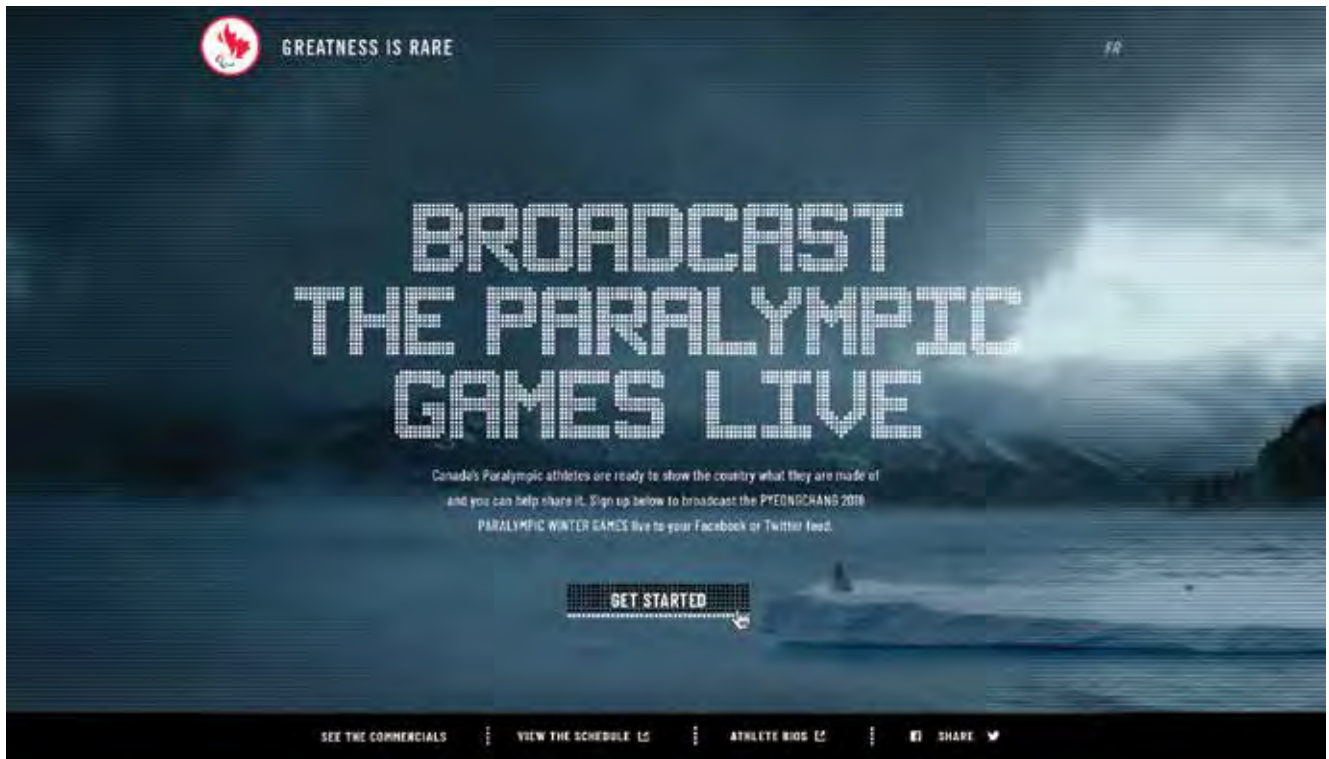 GREATNESS IS RARE
FR
BROADCAST
THE PARALYMPIC
GAMES LIVE
Canada's Paralympic athletes are ready to show the country what they are made of
and you can help share it. Sign up below to broadcast the PYEONGCHANG 2018
PARALYMPIC WINTER GAMES live to your Facebook or Twitter feed.
GET STARTED
SEE THE COMMERCIALS
VIEW THE SCHEDULE
ATHLETE BIOS
SHARE